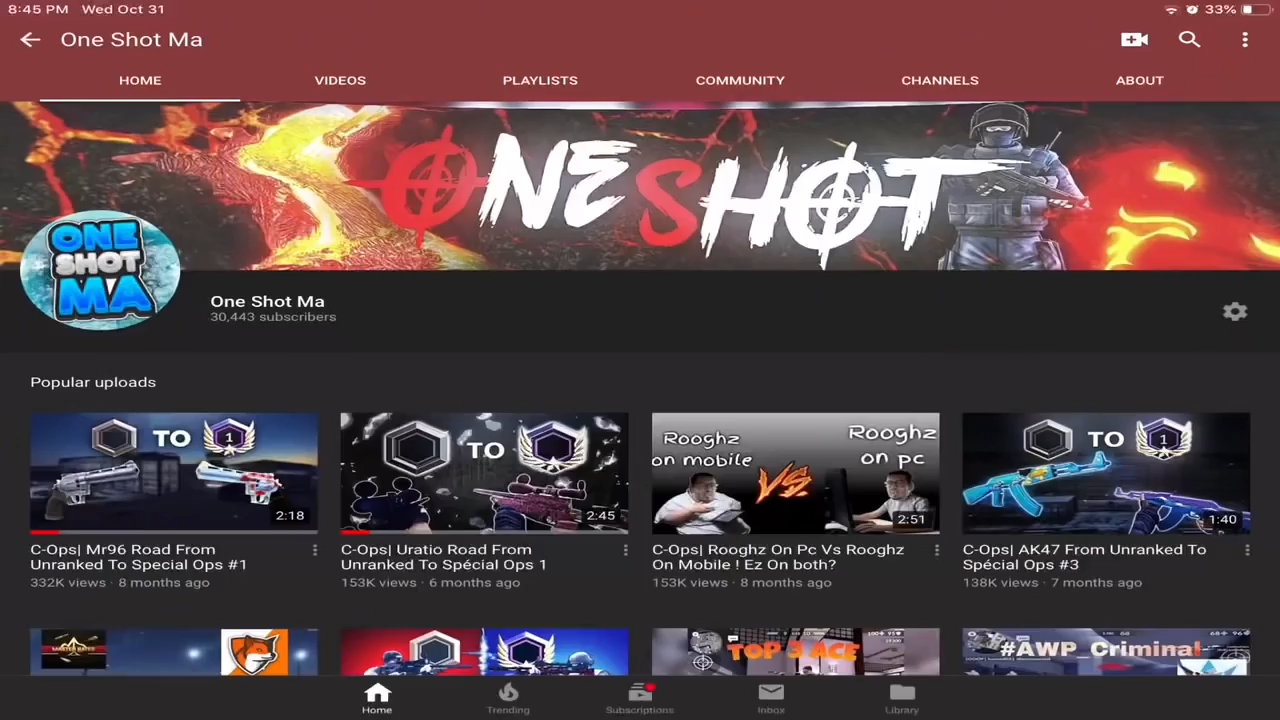 8:45 PM Wed Oct 31
33%
One Shot Ma
HOME VIDEOS PLAYLISTS COMMUNITY CHANNELS ABOUT
ONE SHOT
ONE
SHOT
MA
One Shot Ma
30,443 subscribers
Popular uploads
TO 1
2:18
C-Ops| Mr96 Road From
Unranked To Special Ops #1
332K views · 8 months ago
TO
2:45
C-Ops| Uratio Road From
Unranked To Spécial Ops 1
153K views · 6 months ago
Rooghz
on mobile
VS
Rooghz
on pc
2:51
C-Ops| Rooghz On Pc Vs Rooghz
On Mobile ! Ez On both?
153K views · 8 months ago
TO 1
1:40
C-Ops| AK47 From Unranked To
Spécial Ops #3
138K views · 7 months ago
TOP 3 ACE
#AWP_Criminal
Home Trending Subscriptions Inbox Library